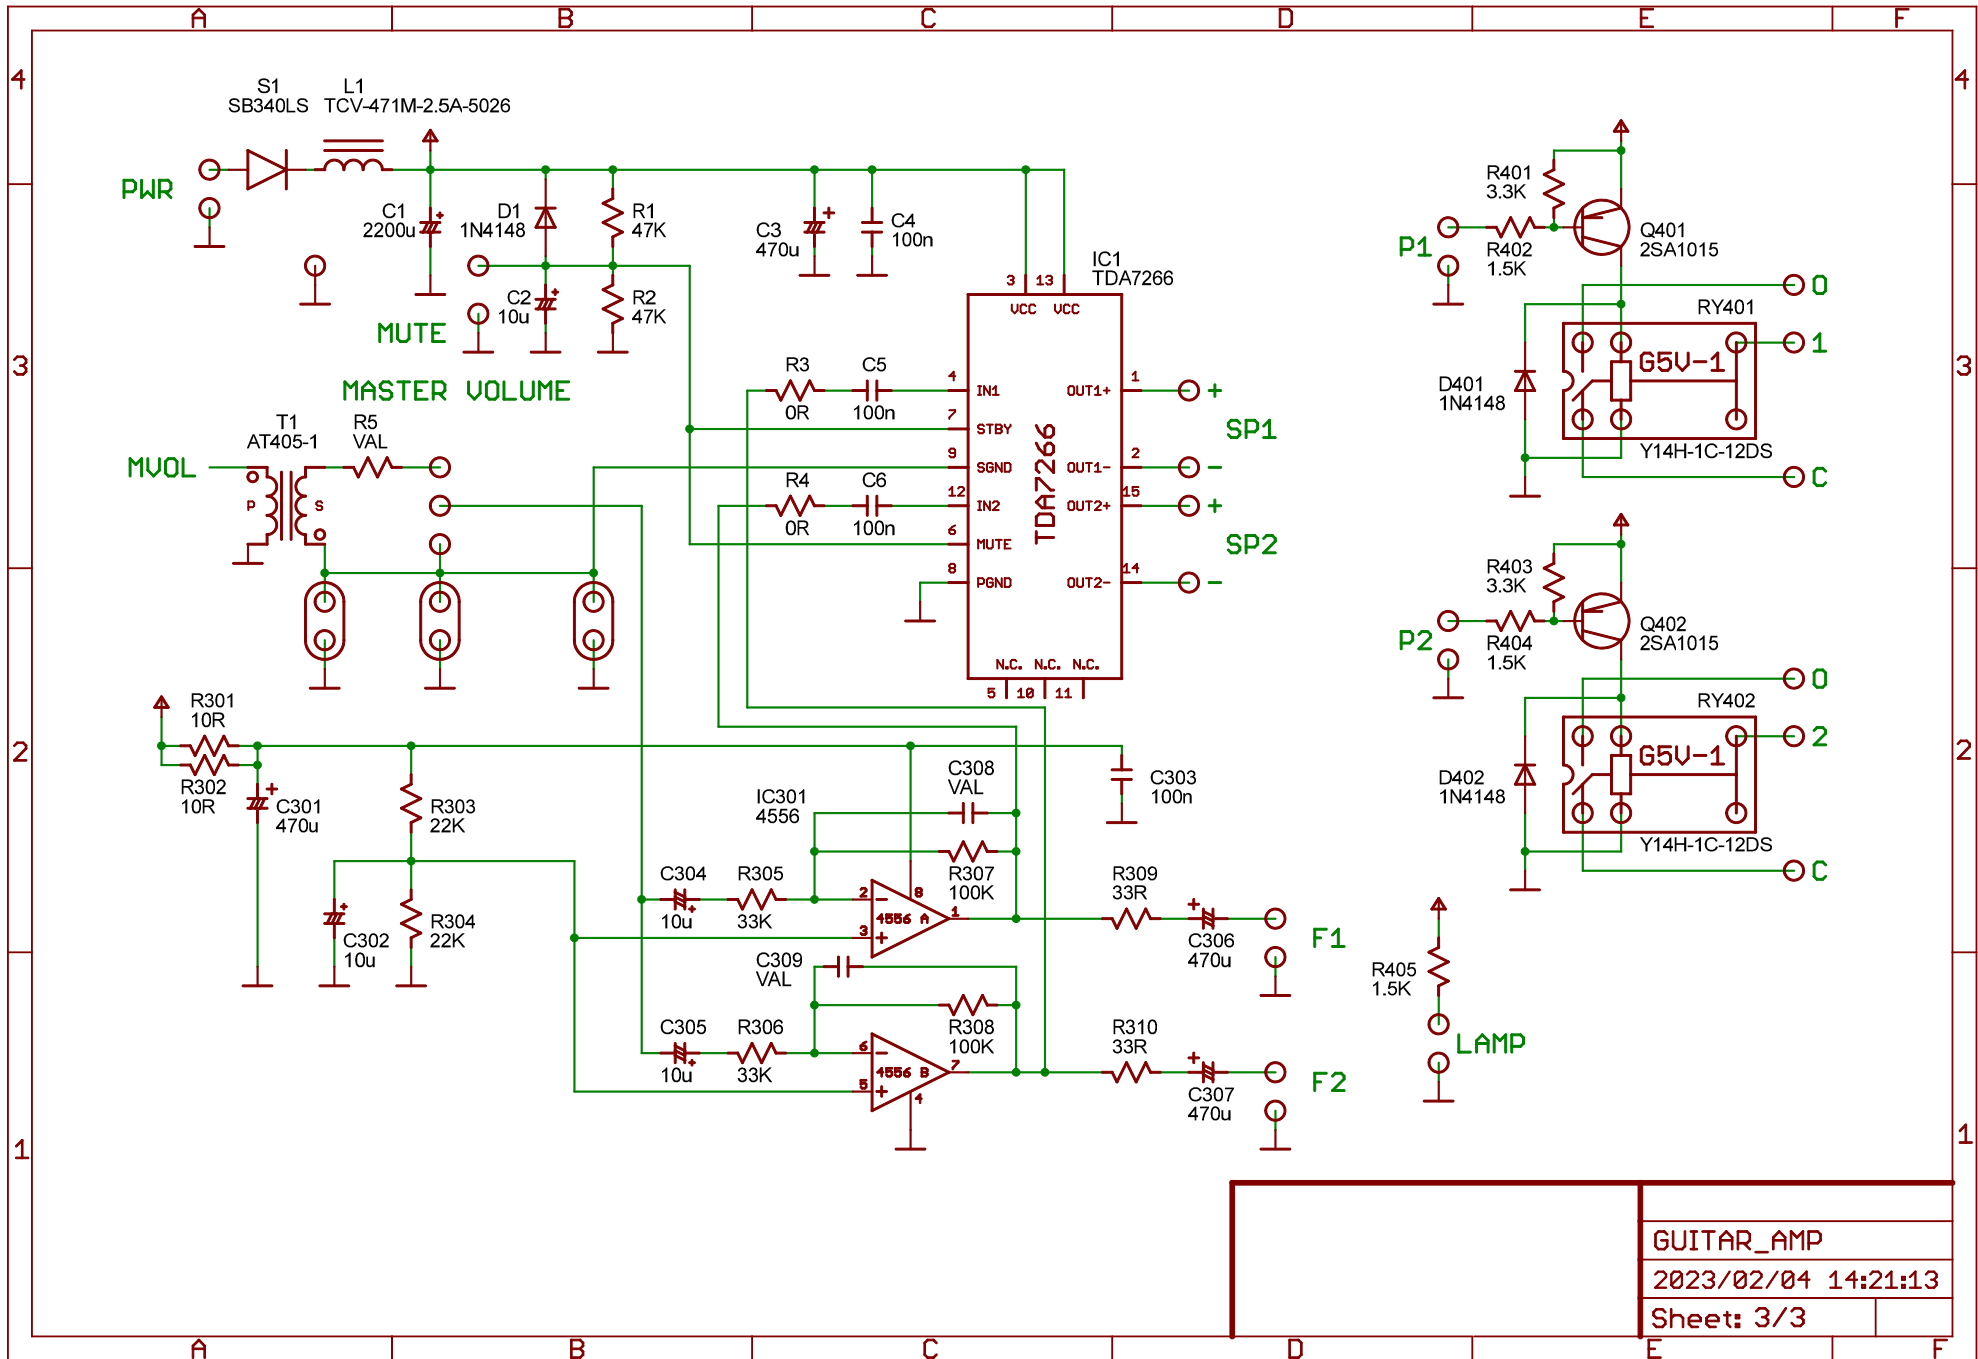 A B C D E F
4 4
S1 L1
SB340LS TCV-471M-2.5A-5026
PWR
C1
2200u
+
D1
1N4148
R1
47K
C2
10u
+
R2
47K
MUTE
C3
470u
+
C4
100n
IC1
TDA7266
3 13
VCC VCC
4 IN1
7 STBY
9 SGND
12 IN2
6 MUTE
8 PGND
TDA7266
OUT1+ 1
OUT1- 2
OUT2+ 15
OUT2- 14
N.C. N.C. N.C.
5 10 11
+
SP1
-
+
SP2
-
R3 C5
0R 100n
R4 C6
0R 100n
3 3
MASTER VOLUME
T1 R5
AT405-1 VAL
MVOL
P S
R401
3.3K
P1
R402
1.5K
Q401
2SA1015
O
RY401
1
G5V-1
D401
1N4148
Y14H-1C-12DS
C
R403
3.3K
P2
R404
1.5K
Q402
2SA1015
O
RY402
2
G5V-1
D402
1N4148
Y14H-1C-12DS
C
2 2
R301
10R
R302
10R
+
C301
470u
R303
22K
+
C302
10u
R304
22K
C304 R305
10u 33K
+
IC301
4556
C308
VAL
R307
100K
2 - 8
4556 A 1
3 +
C303
100n
R309
33R
+
C306
470u
F1
C309
VAL
C305 R306
10u 33K
+
R308
100K
6 - 7
4556 B
5 + 4
R310
33R
+
C307
470u
F2
R405
1.5K
LAMP
1 1
GUITAR_AMP
2023/02/04 14:21:13
Sheet: 3/3
A B C D E F